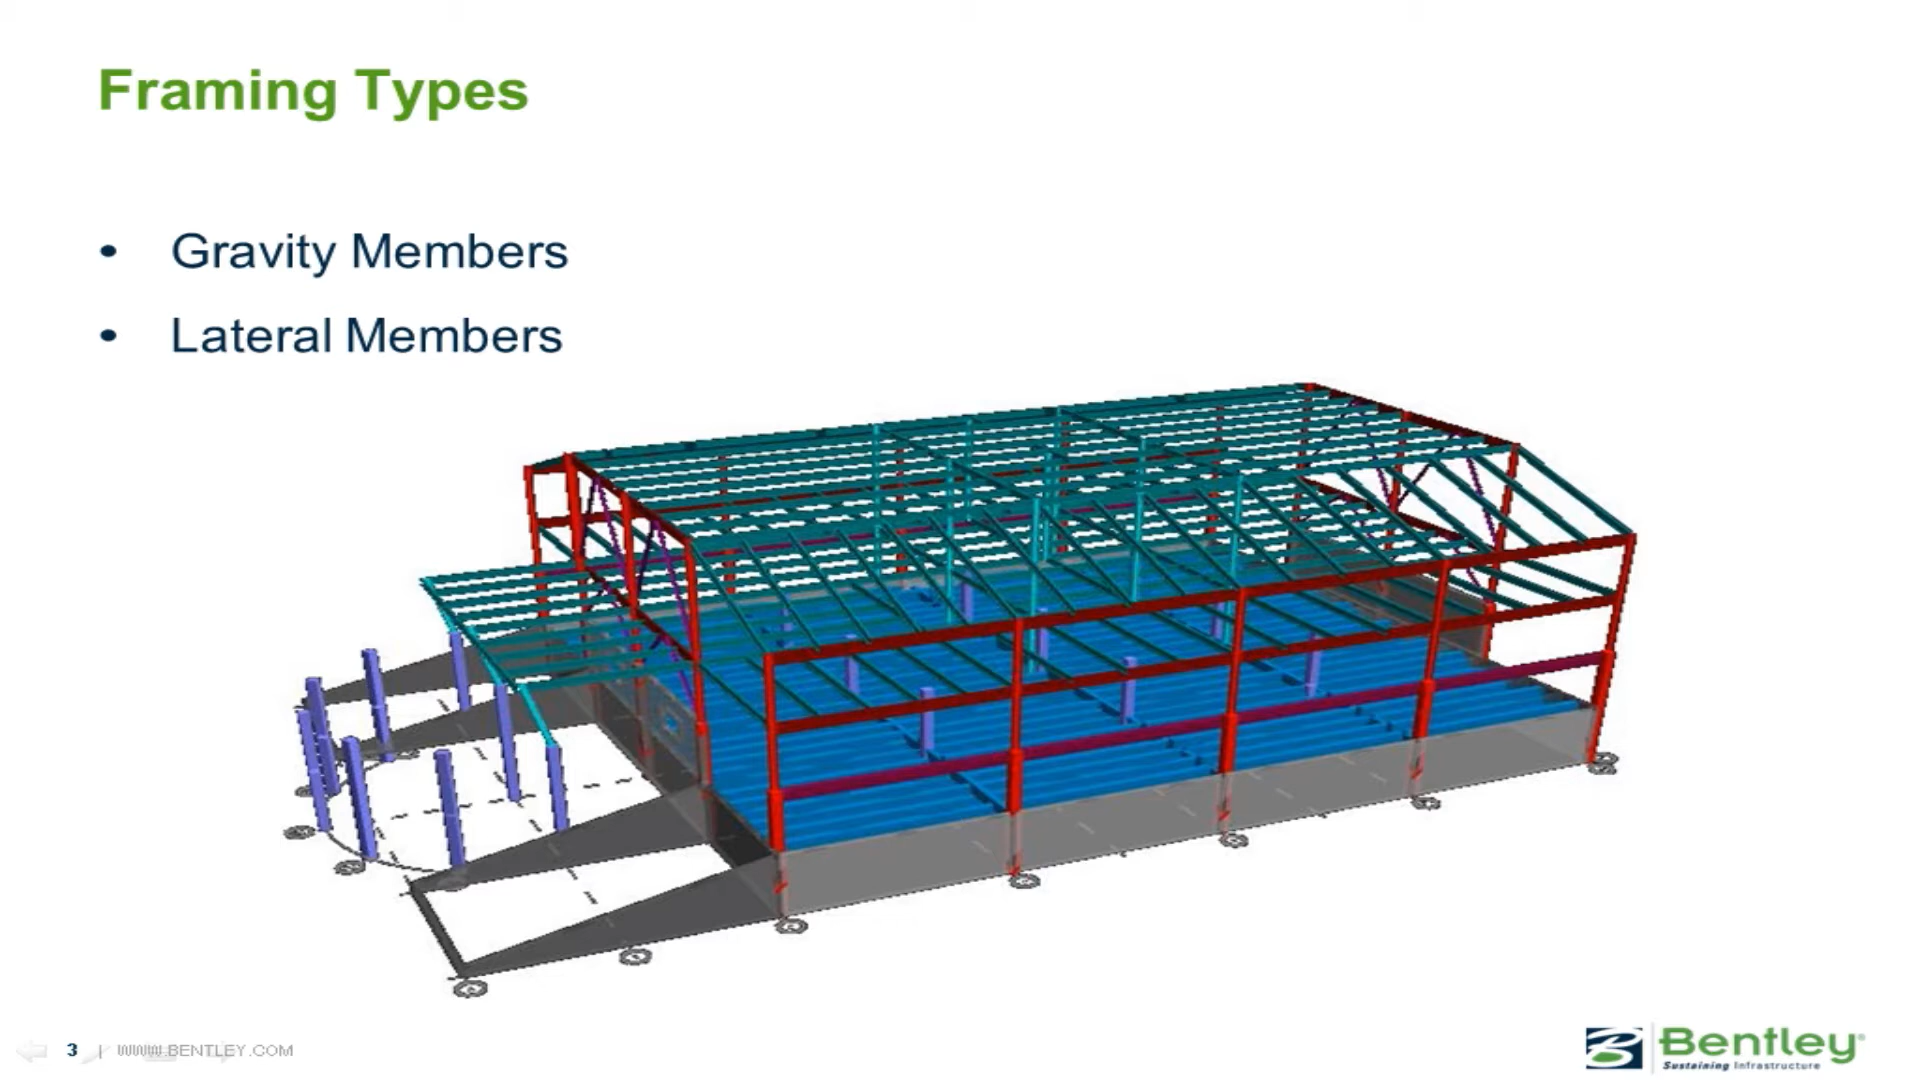 Framing Types
• Gravity Members
• Lateral Members
3 | WWW.BENTLEY.COM
Bentley®
Sustaining Infrastructure